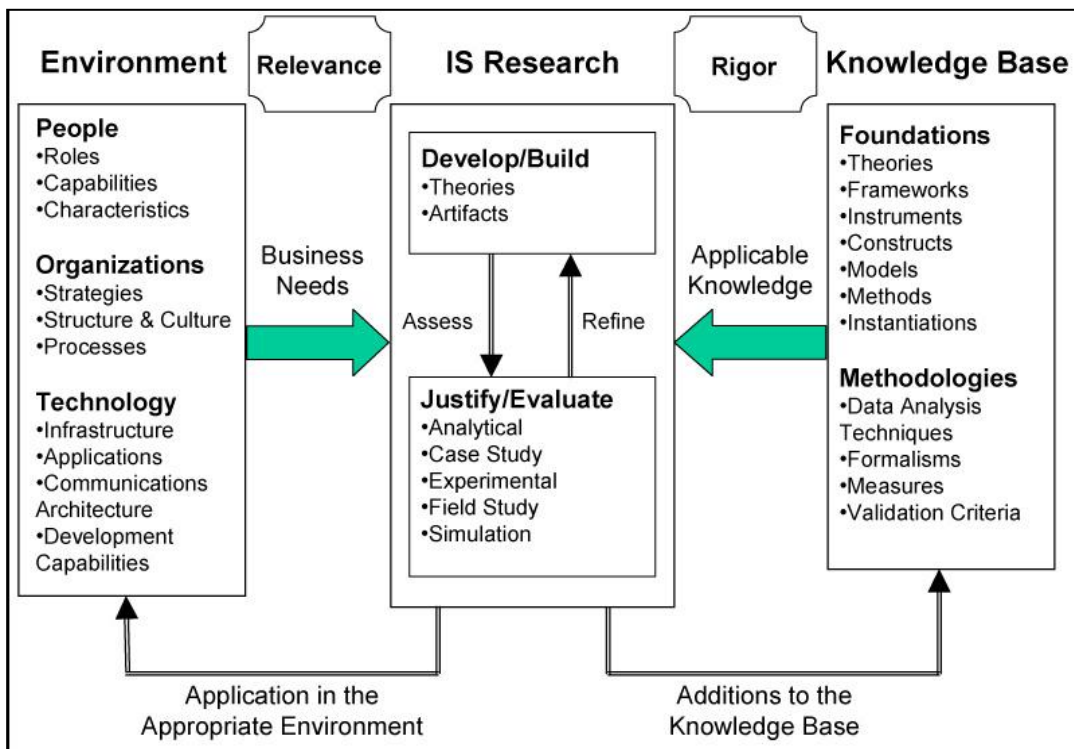 Environment
Relevance
IS Research
Rigor
Knowledge Base
People
•Roles
•Capabilities
•Characteristics
Organizations
•Strategies
•Structure & Culture
•Processes
Technology
•Infrastructure
•Applications
•Communications
Architecture
•Development
Capabilities
Business
Needs
Develop/Build
•Theories
•Artifacts
Assess
Refine
Justify/Evaluate
•Analytical
•Case Study
•Experimental
•Field Study
•Simulation
Applicable
Knowledge
Foundations
•Theories
•Frameworks
•Instruments
•Constructs
•Models
•Methods
•Instantiations
Methodologies
•Data Analysis
Techniques
•Formalisms
•Measures
•Validation Criteria
Application in the
Appropriate Environment
Additions to the
Knowledge Base